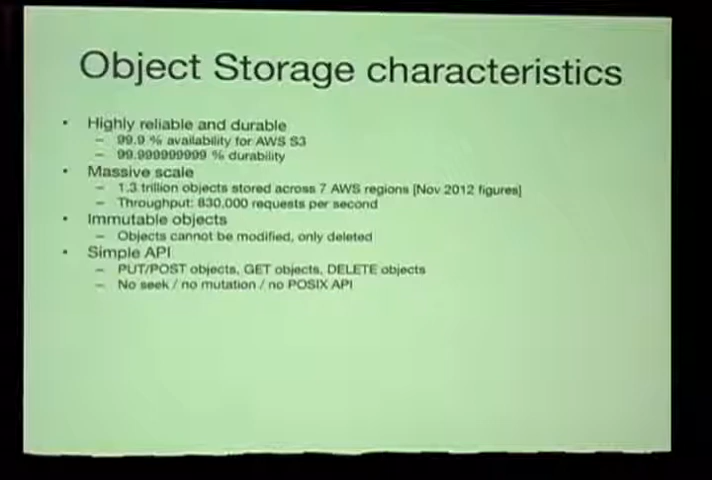 Object Storage characteristics
• Highly reliable and durable
– 99.9 % availability for AWS S3
– 99.999999999 % durability
• Massive scale
– 1.3 trillion objects stored across 7 AWS regions [Nov 2012 figures]
– Throughput: 830,000 requests per second
• Immutable objects
– Objects cannot be modified, only deleted
• Simple API
– PUT/POST objects, GET objects, DELETE objects
– No seek / no mutation / no POSIX API